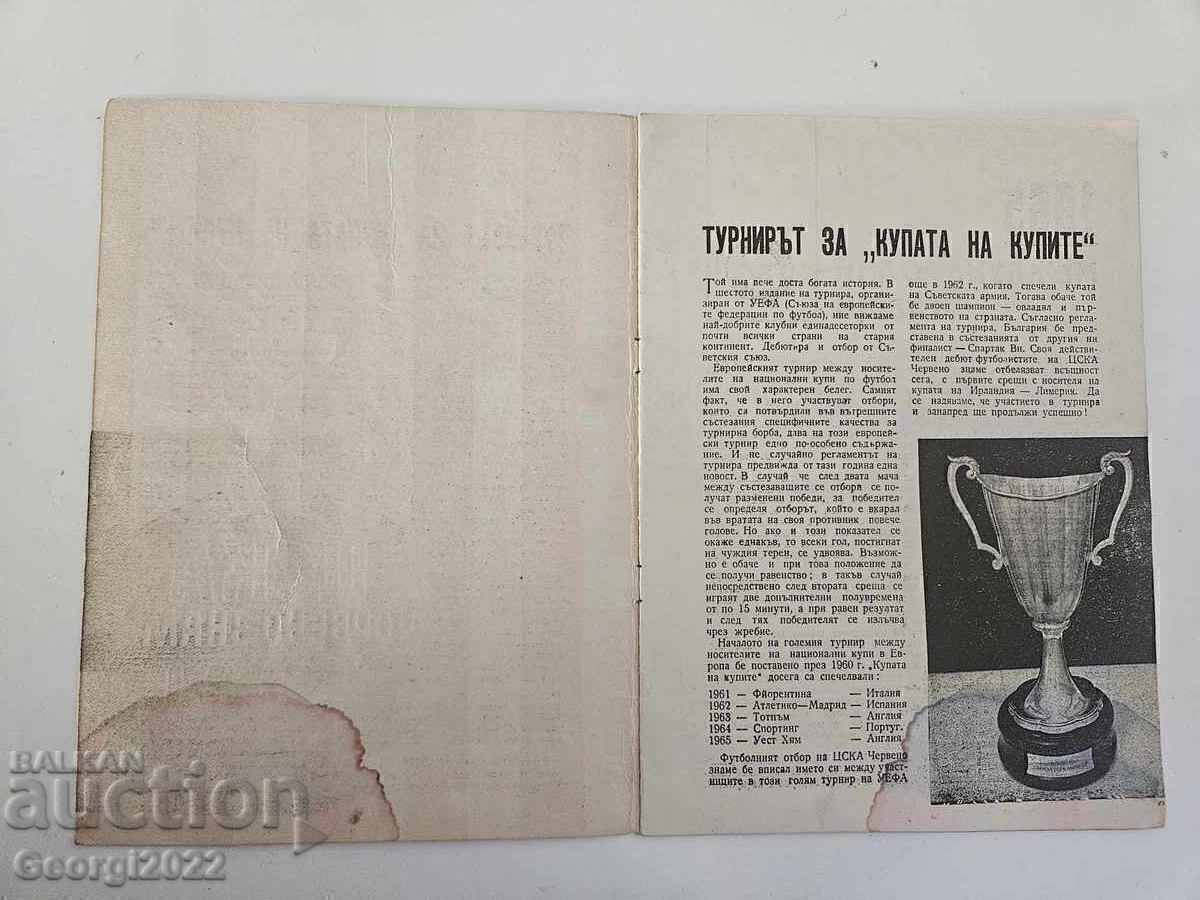 ТУРНИРЪТ ЗА „КУПАТА НА КУПИТЕ“
Той има вече доста богата история. В
шестото издание на турнира, органи-
зиран от УЕФА (Съюза на европейски-
те федерации по футбол), ние виждаме
най-добрите клубни единадесеторки от
почти всички страни на стария
континент. Дебютира и отбор от Съ-
ветския съюз.
Европейският турнир между носите-
лите на национални купи по футбол
има свой характерен белег. Самият
факт, че в него участвуват отбори,
които са потвърдили във вътрешните
състезания специфичните качества за
турнирна борба, дава на този европей-
ски турнир едно по-особено съдържа-
ние. И не случайно регламентът на
турнира предвижда от тази година една
новост. В случай че след двата мача
между състезаващите се отбори се по-
лучат разменени победи, за победител
се определя отборът, който е вкарал
във вратата на своя противник повече
голове. Но ако и този показател се
окаже еднакъв, то всеки гол, постигнат
на чуждия терен, се удвоява. Възмож-
но е обаче и при това положение да
се получи равенство; в такъв случай
непосредствено след втората среща се
играят две допълнителни полувремена
от по 15 минути, а при равен резултат
и след тях победителят се излъчва
чрез жребие.
Началото на големия турнир между
носителите на национални купи в Ев-
ропа бе поставено през 1960 г. „Купата
на купите“ досега са спечелвали:
1961 — Фйорентина — Италия
1962 — Атлетико—Мадрид — Испания
1963 — Тотнъм — Англия
1964 — Спортинг — Португ.
1965 — Уест Хям — Англия
Футболният отбор на ЦСКА Червено
знаме бе вписал името си между участ-
ниците в този голям турнир на УЕФА
още в 1962 г., когато спечели купата
на Съветската армия. Тогава обаче той
бе двоен шампион — овладял и пър-
венството на страната. Съгласно регла-
мента на турнира, България бе пред-
ставена в състезанията от другия ни
финалист — Спартак Вн. Своя действи-
телен дебют футболистите на ЦСКА
Червено знаме отбелязват всъщност
сега, с първите срещи с носителя на
купата на Ирландия — Лимерик. Да
се надяваме, че участието в турнира
и занапред ще продължи успешно!
BALKAN
auction
Georgi2022